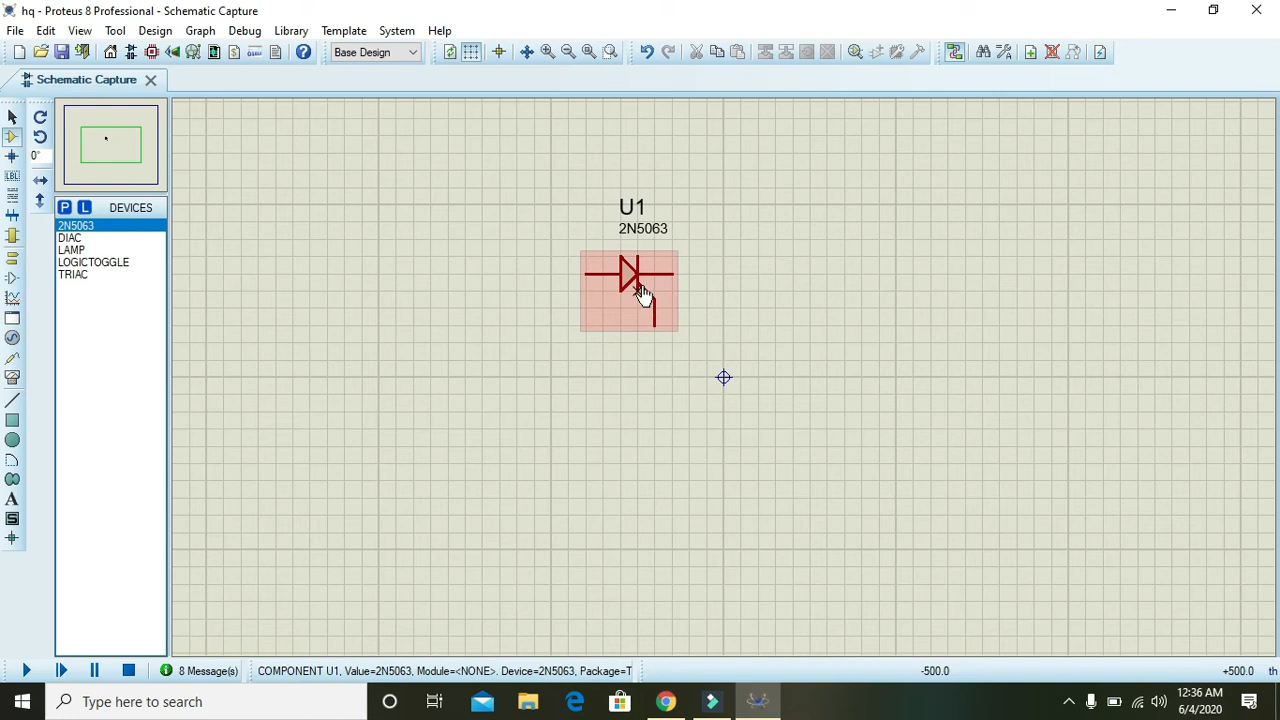 hq - Proteus 8 Professional - Schematic Capture
File Edit View Tool Design Graph Debug Library Template System Help
Base Design
Schematic Capture
0°
P L DEVICES
2N5063
DIAC
LAMP
LOGICTOGGLE
TRIAC
LBL
A
S
U1
2N5063
8 Message(s)
COMPONENT U1, Value=2N5063, Module=<NONE>. Device=2N5063, Package=T
-500.0
+500.0
th
Type here to search
12:36 AM
6/4/2020